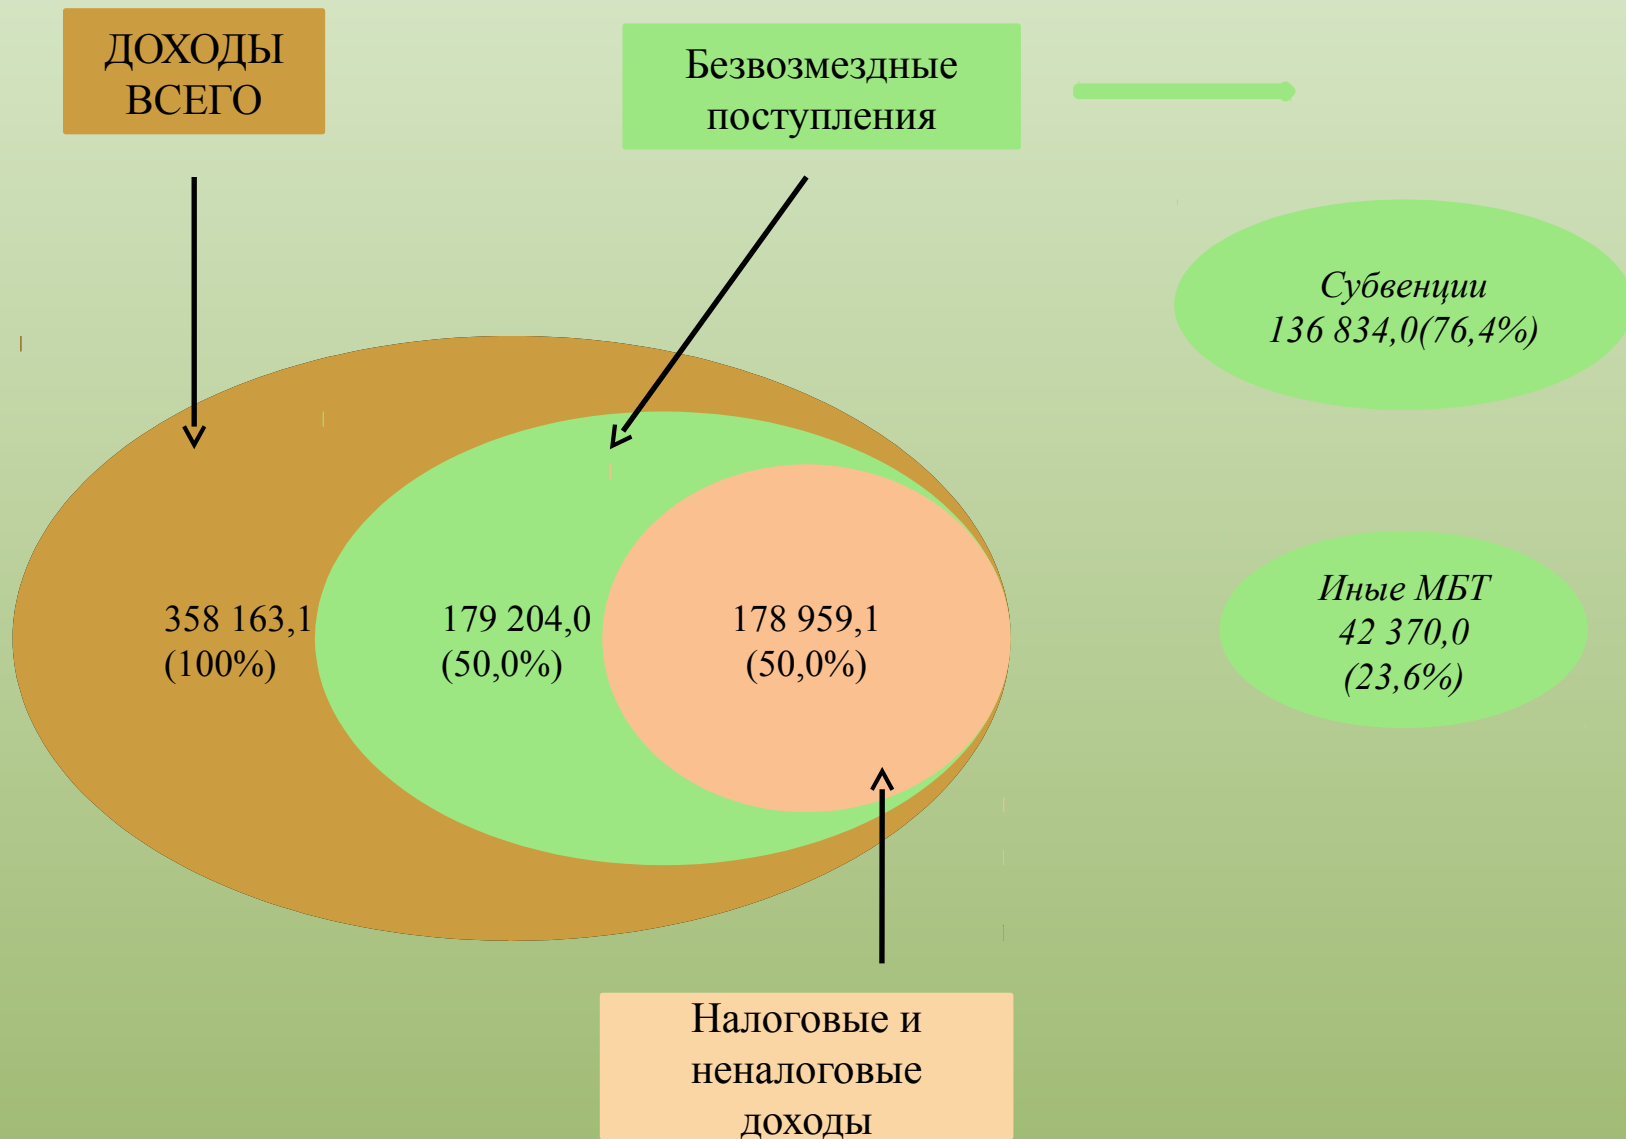 ДОХОДЫ
ВСЕГО
Безвозмездные
поступления
Субвенции
136 834,0(76,4%)
358 163,1
(100%)
179 204,0
(50,0%)
178 959,1
(50,0%)
Иные МБТ
42 370,0
(23,6%)
Налоговые и
неналоговые
доходы